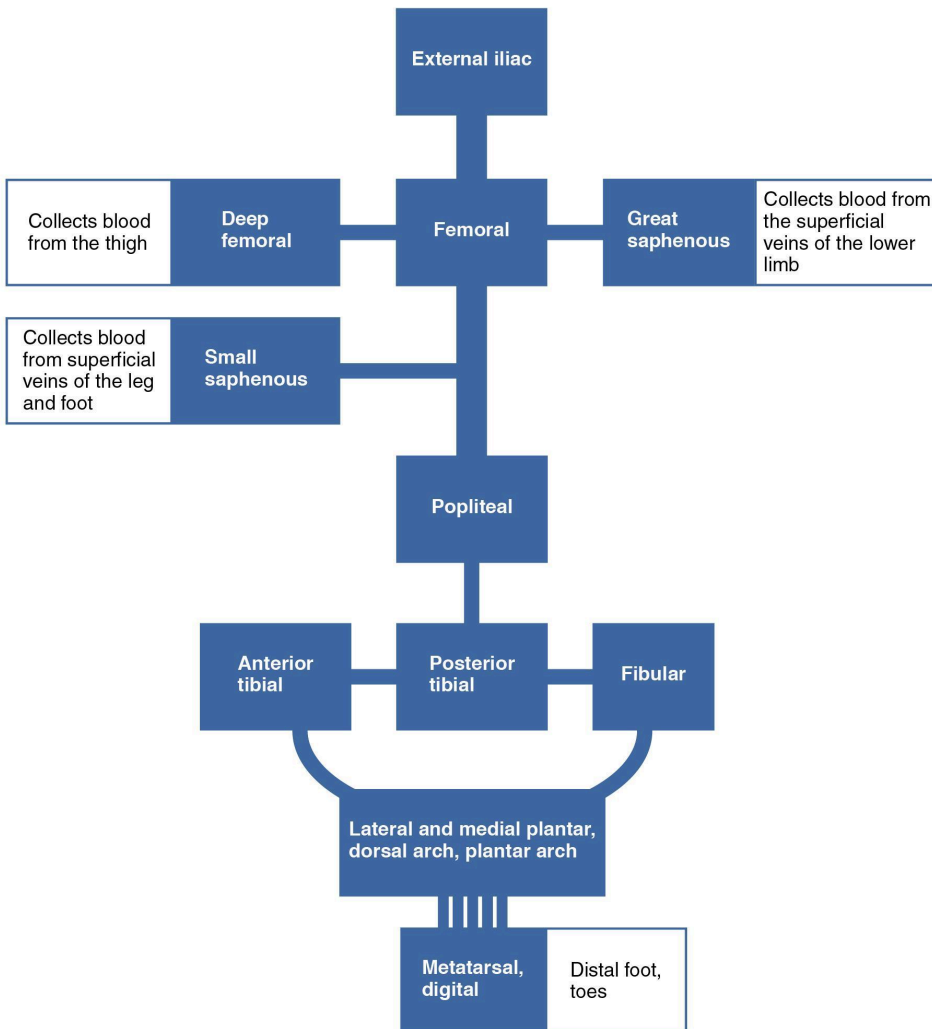 External iliac
Collects blood
from the thigh
Deep
femoral
Femoral
Great
saphenous
Collects blood from
the superficial
veins of the lower
limb
Collects blood
from superficial
veins of the leg
and foot
Small
saphenous
Popliteal
Anterior
tibial
Posterior
tibial
Fibular
Lateral and medial plantar,
dorsal arch, plantar arch
Metatarsal,
digital
Distal foot,
toes